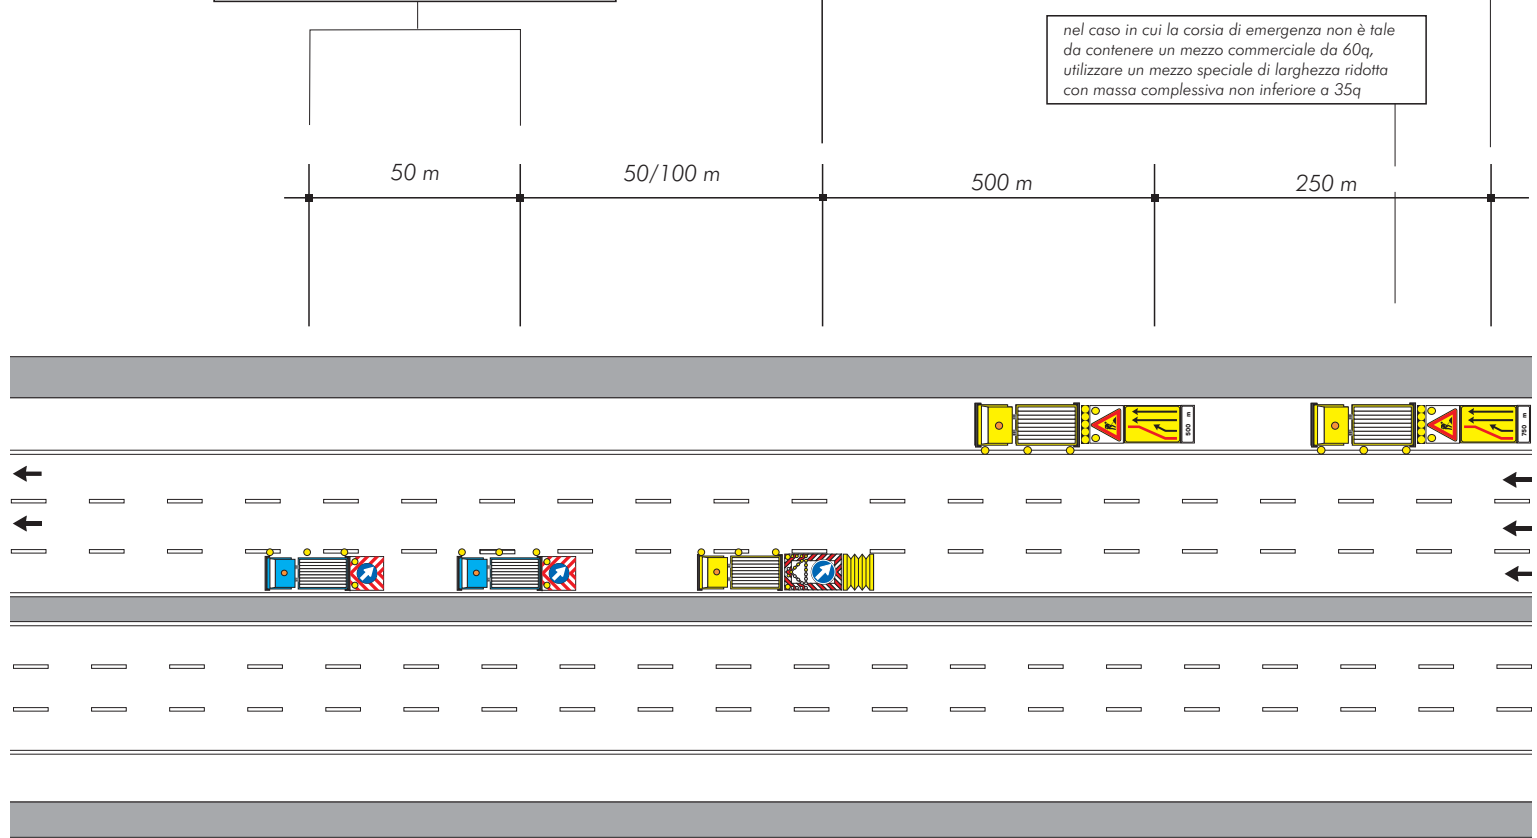 nel caso in cui la corsia di emergenza non è tale
da contenere un mezzo commerciale da 60q,
utilizzare un mezzo speciale di larghezza ridotta
con massa complessiva non inferiore a 35q
50 m
50/100 m
500 m
250 m
500 m
750 m